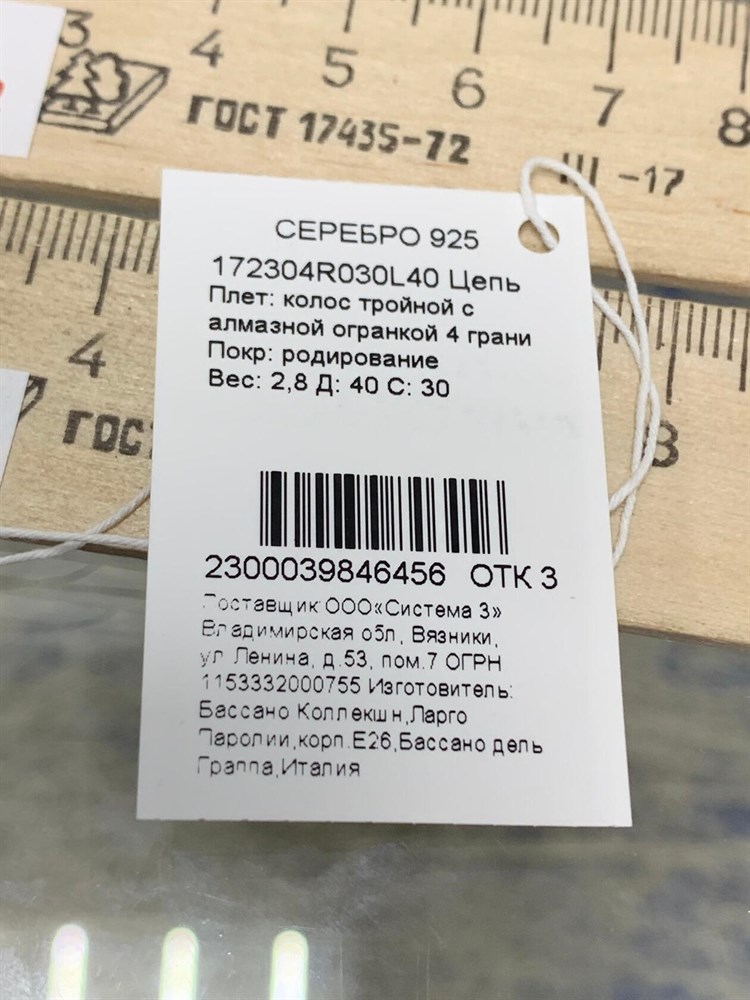 3 4 5 6 7 8
ГОСТ 17435-72
Ш -17
СЕРЕБРО 925
172304R030L40 Цепь
Плет: колос тройной с
алмазной огранкой 4 грани
Покр: родирование
Вес: 2,8 Д: 40 С: 30
4
ГОСТ
8
2300039846456 ОТК 3
Поставщик ООО«Система 3»
Владимирская обл, Вязники,
ул Ленина, д.53, пом.7 ОГРН
1153332000755 Изготовитель:
Бассано Коллекшн,Ларго
Паролии,корп.Е26,Бассано дель
Граппа,Италия